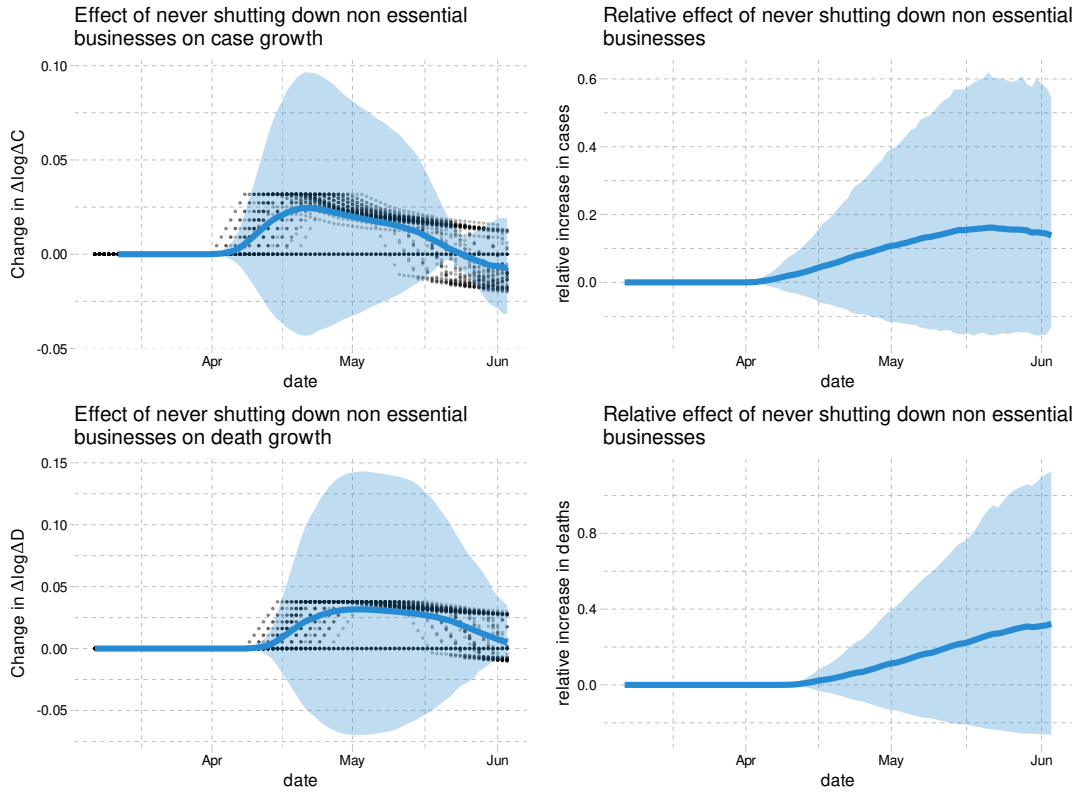 Effect of never shutting down non essential
businesses on case growth
0.10
0.05
0.00
-0.05
Change in ΔlogΔC
Apr
May
Jun
date
Relative effect of never shutting down non essential
businesses
0.6
0.4
0.2
0.0
relative increase in cases
Apr
May
Jun
date
Effect of never shutting down non essential
businesses on death growth
0.15
0.10
0.05
0.00
-0.05
Change in ΔlogΔD
Apr
May
Jun
date
Relative effect of never shutting down non essential
businesses
0.8
0.4
0.0
relative increase in deaths
Apr
May
Jun
date